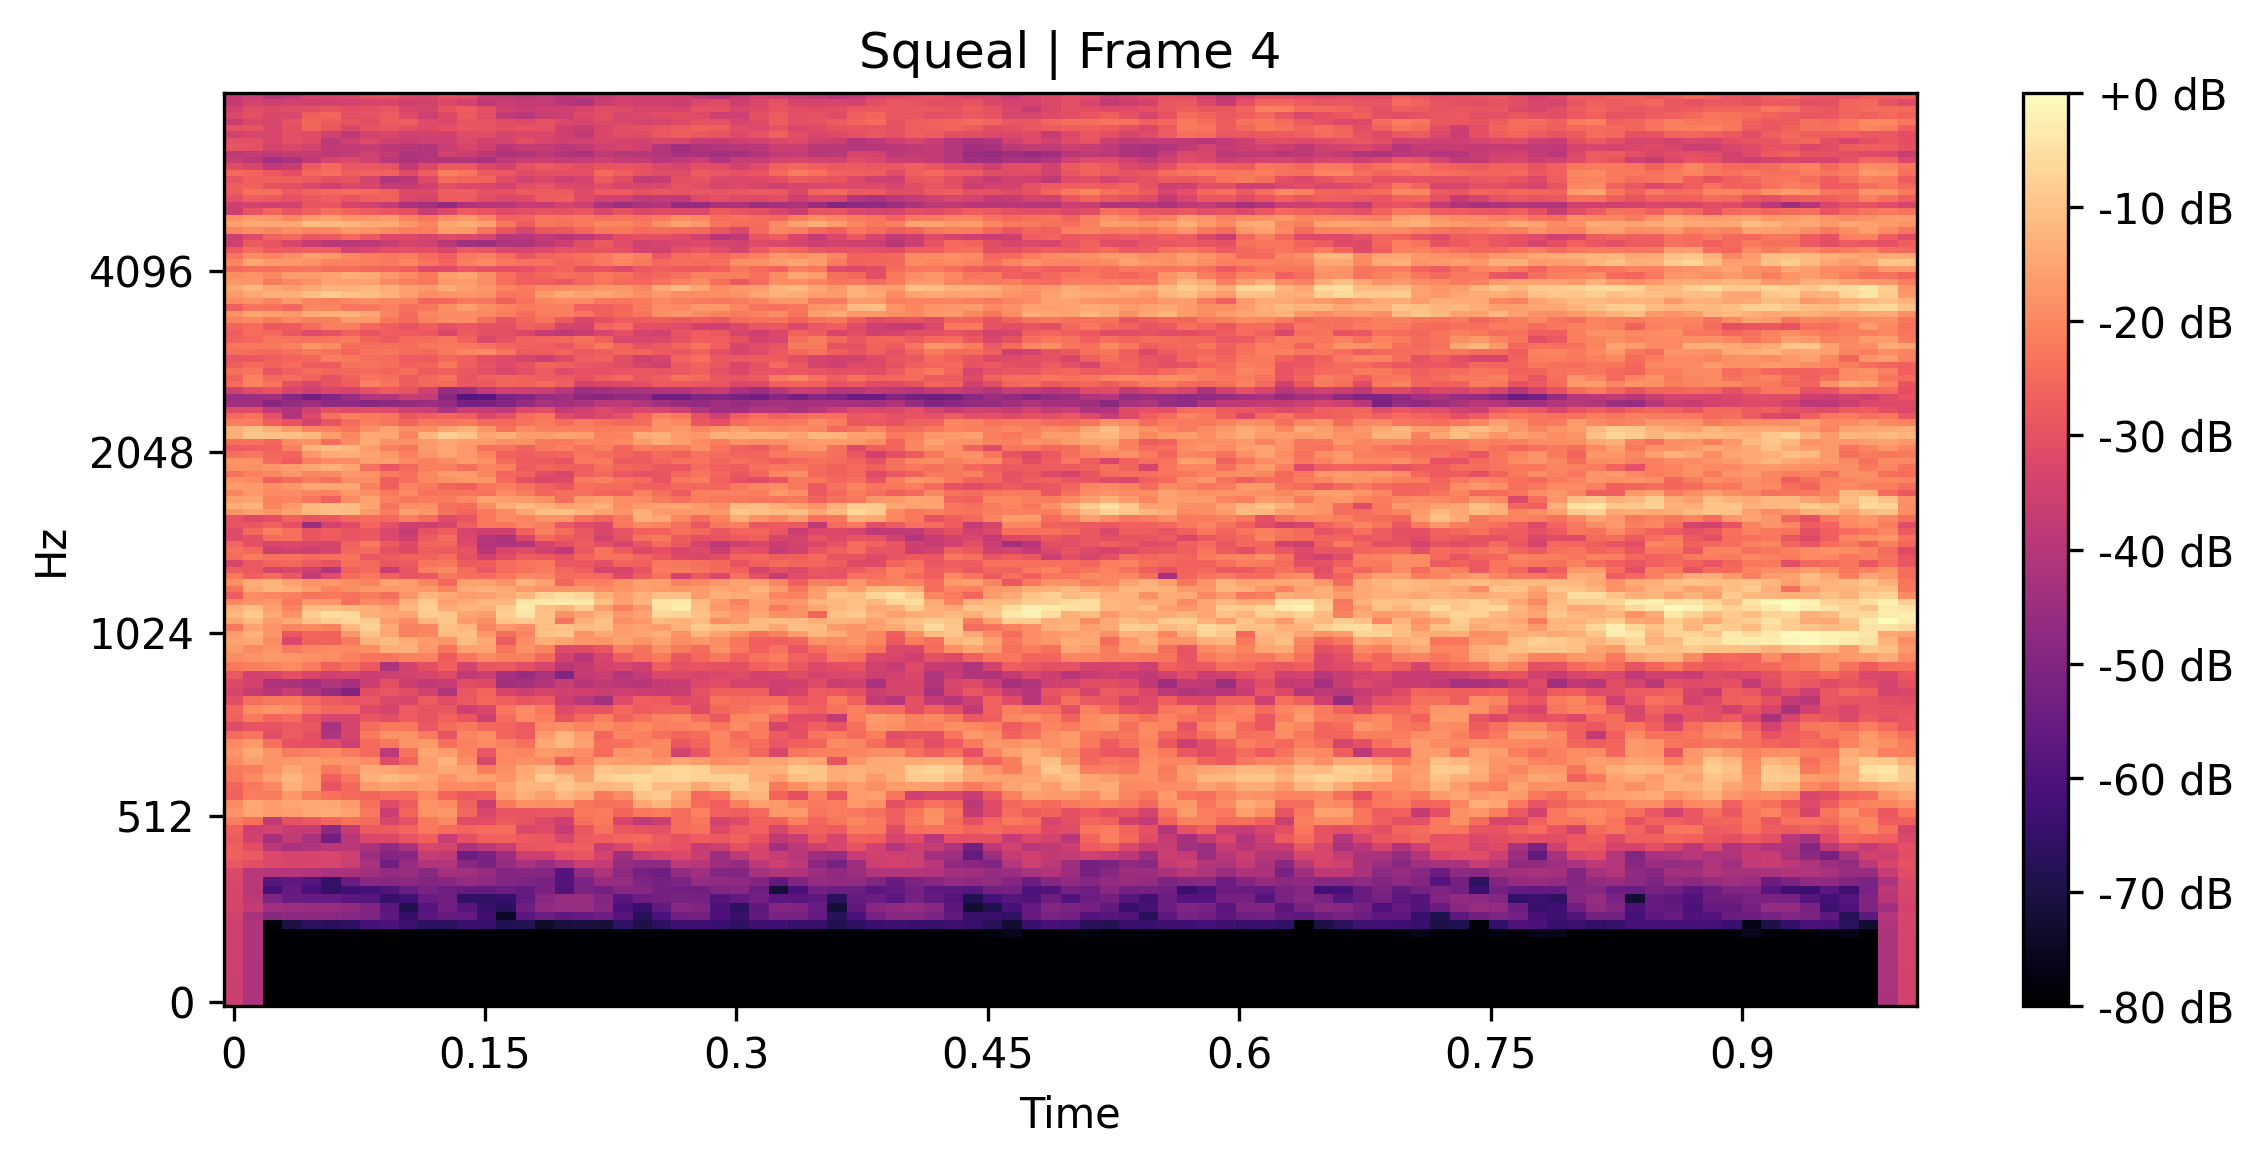 Squeal | Frame 4
Hz
4096
2048
1024
512
0
0 0.15 0.3 0.45 0.6 0.75 0.9
Time
+0 dB
-10 dB
-20 dB
-30 dB
-40 dB
-50 dB
-60 dB
-70 dB
-80 dB